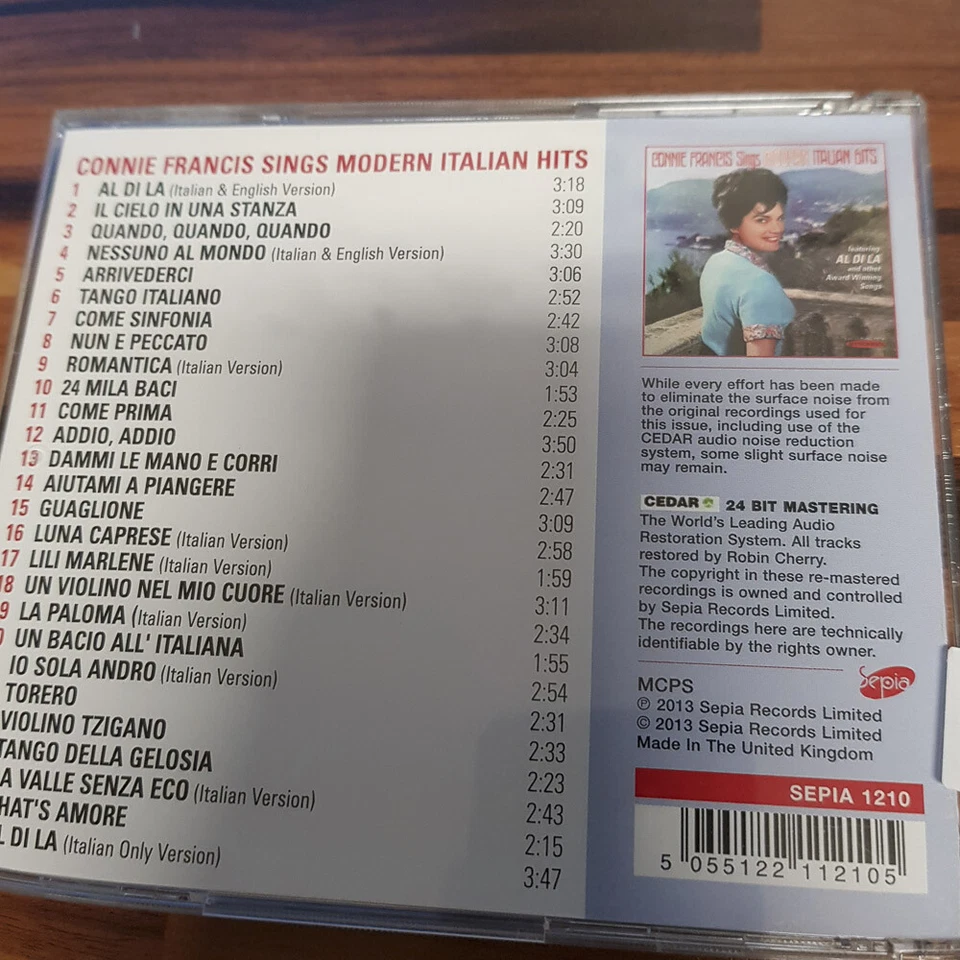 CONNIE FRANCIS SINGS MODERN ITALIAN HITS
1 AL DI LA (Italian & English Version) 3:18
2 IL CIELO IN UNA STANZA 3:09
3 QUANDO, QUANDO, QUANDO 2:20
4 NESSUNO AL MONDO (Italian & English Version) 3:30
5 ARRIVEDERCI 3:06
6 TANGO ITALIANO 2:52
7 COME SINFONIA 2:42
8 NUN E PECCATO 3:08
9 ROMANTICA (Italian Version) 3:04
10 24 MILA BACI 1:53
11 COME PRIMA 2:25
12 ADDIO, ADDIO 3:50
13 DAMMI LE MANO E CORRI 2:31
14 AIUTAMI A PIANGERE 2:47
15 GUAGLIONE 3:09
16 LUNA CAPRESE (Italian Version) 2:58
17 LILI MARLENE (Italian Version) 1:59
18 UN VIOLINO NEL MIO CUORE (Italian Version) 3:11
9 LA PALOMA (Italian Version) 2:34
UN BACIO ALL' ITALIANA 1:55
IO SOLA ANDRO (Italian Version) 2:54
TORERO 2:31
VIOLINO TZIGANO 2:33
TANGO DELLA GELOSIA 2:23
A VALLE SENZA ECO (Italian Version) 2:43
HAT'S AMORE 2:15
L DI LA (Italian Only Version) 3:47
CONNIE FRANCIS Sings MODERN ITALIAN HITS
featuring
AL DI LA
and other
Award Winning
Songs
While every effort has been made
to eliminate the surface noise from
the original recordings used for
this issue, including use of the
CEDAR audio noise reduction
system, some slight surface noise
may remain.
CEDAR 24 BIT MASTERING
The World's Leading Audio
Restoration System. All tracks
restored by Robin Cherry.
The copyright in these re-mastered
recordings is owned and controlled
by Sepia Records Limited.
The recordings here are technically
identifiable by the rights owner.
Sepia
MCPS
℗ 2013 Sepia Records Limited
© 2013 Sepia Records Limited
Made In The United Kingdom
SEPIA 1210
5 055122 112105